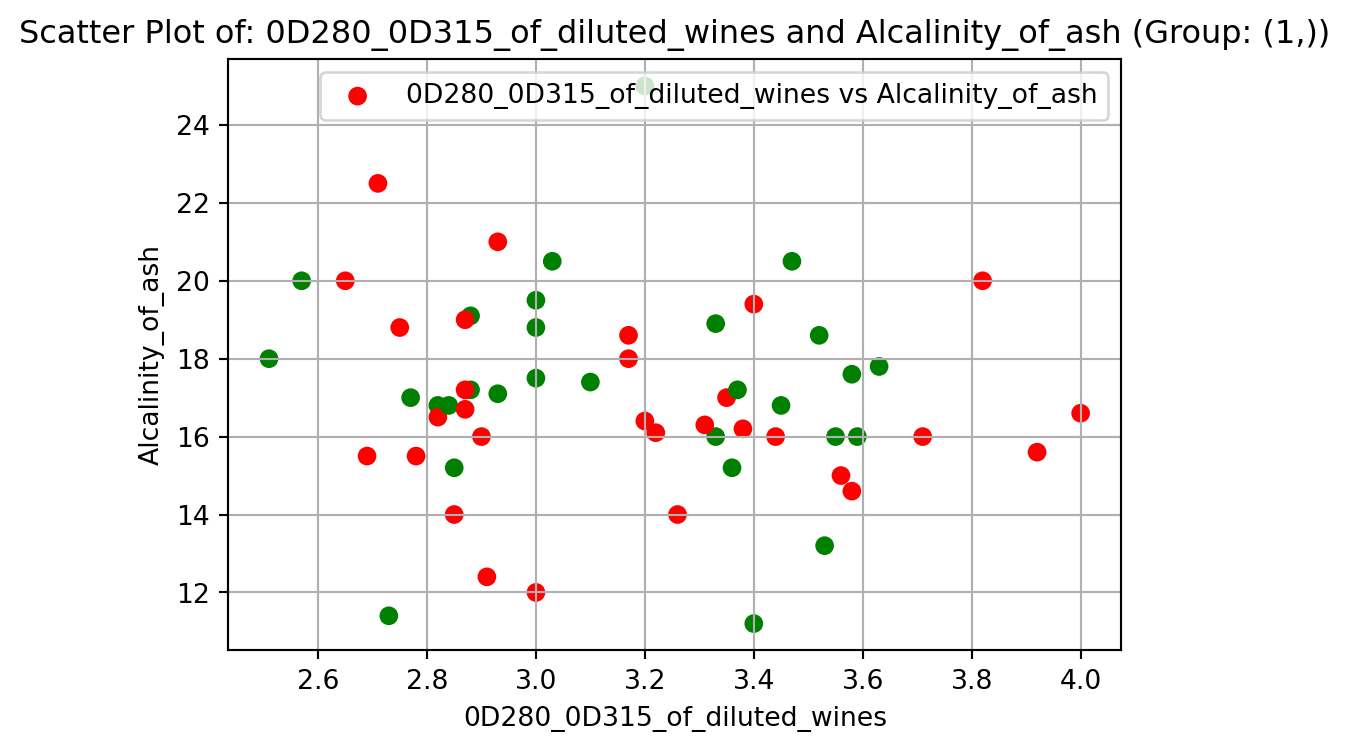 Scatter Plot of: 0D280_0D315_of_diluted_wines and Alcalinity_of_ash (Group: (1,))
0D280_0D315_of_diluted_wines vs Alcalinity_of_ash
Alcalinity_of_ash
24
22
20
18
16
14
12
2.6 2.8 3.0 3.2 3.4 3.6 3.8 4.0
0D280_0D315_of_diluted_wines